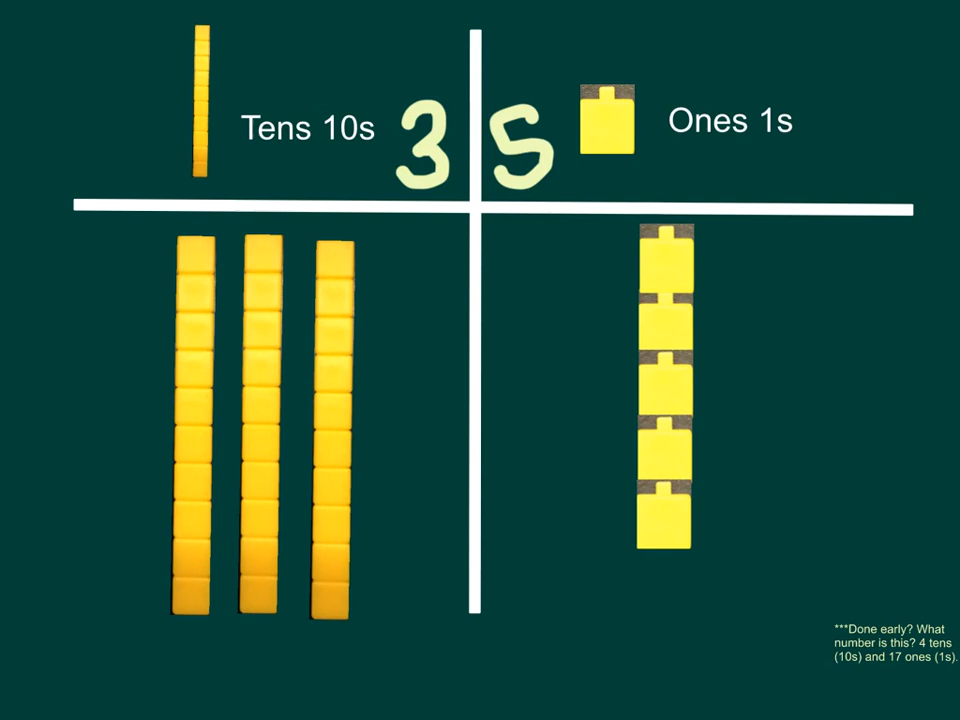 Tens 10s
3 5
Ones 1s
***Done early? What
number is this? 4 tens
(10s) and 17 ones (1s).